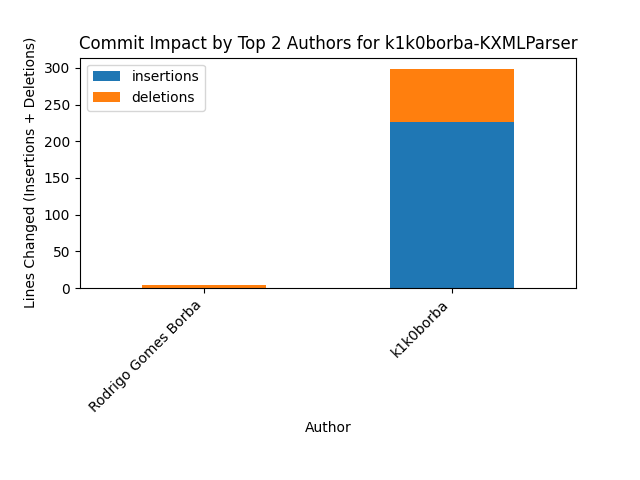 Commit Impact by Top 2 Authors for k1k0borba-KXMLParser
insertions
deletions
Lines Changed (Insertions + Deletions)
300
250
200
150
100
50
0
Rodrigo Gomes Borba
k1k0borba
Author